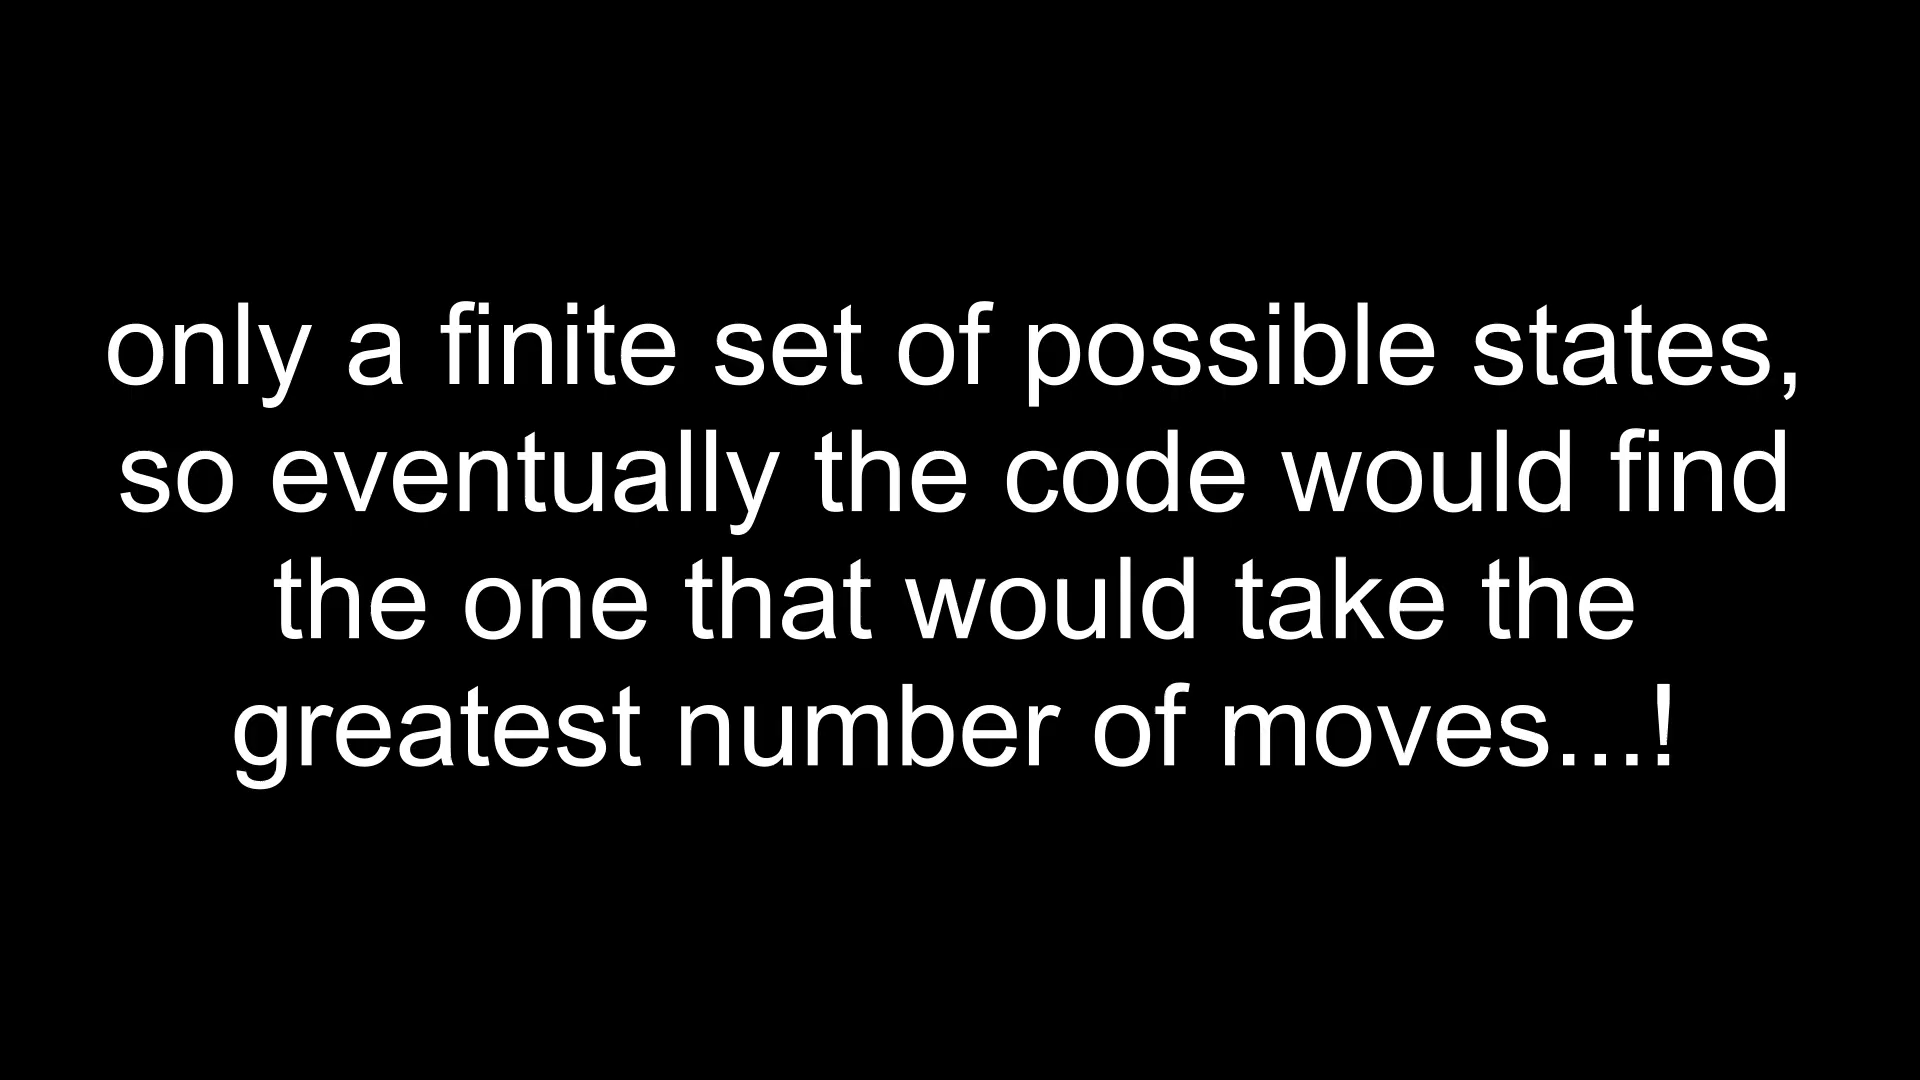 only a finite set of possible states,
so eventually the code would find
the one that would take the
greatest number of moves...!